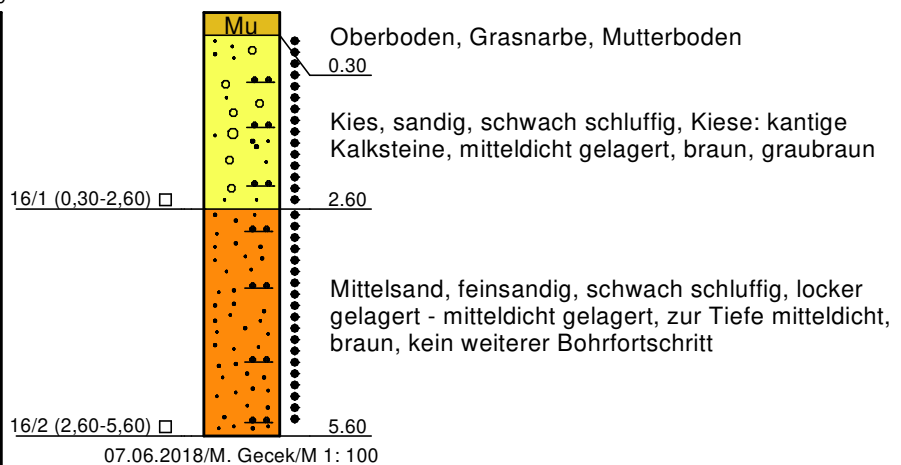 Mu
Oberboden, Grasnarbe, Mutterboden
0.30
Kies, sandig, schwach schluffig, Kiese: kantige
Kalksteine, mitteldicht gelagert, braun, graubraun
16/1 (0,30-2,60)
2.60
Mittelsand, feinsandig, schwach schluffig, locker
gelagert - mitteldicht gelagert, zur Tiefe mitteldicht,
braun, kein weiterer Bohrfortschritt
16/2 (2,60-5,60)
5.60
07.06.2018/M. Gecek/M 1: 100